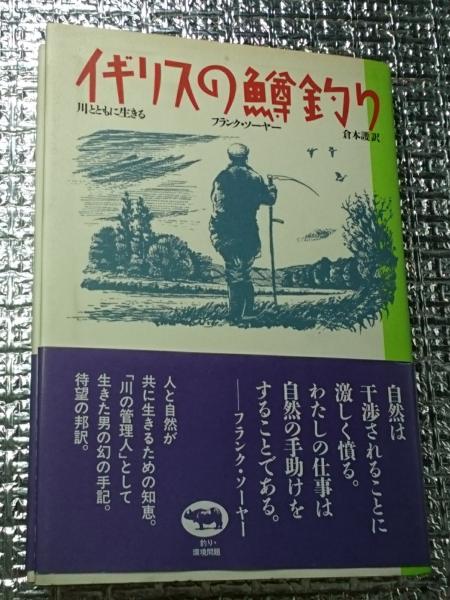 イギリスの鱒釣り
川とともに生きる
フランク・ソーヤー
倉本護訳
自然は
干渉されることに
激しく憤る。
わたしの仕事は
自然の手助けを
することである。
──フランク・ソーヤー
人と自然が
共に生きるための知恵。
「川の管理人」として
生きた男の幻の手記。
待望の邦訳。
釣り・
環境問題